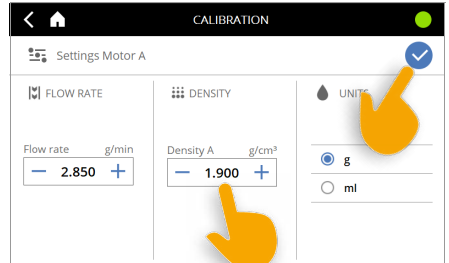 CALIBRATION
Settings Motor A
FLOW RATE
DENSITY
UNITS
Flow rate g/min
− 2.850 +
Density A g/cm³
− 1.900 +
g
ml